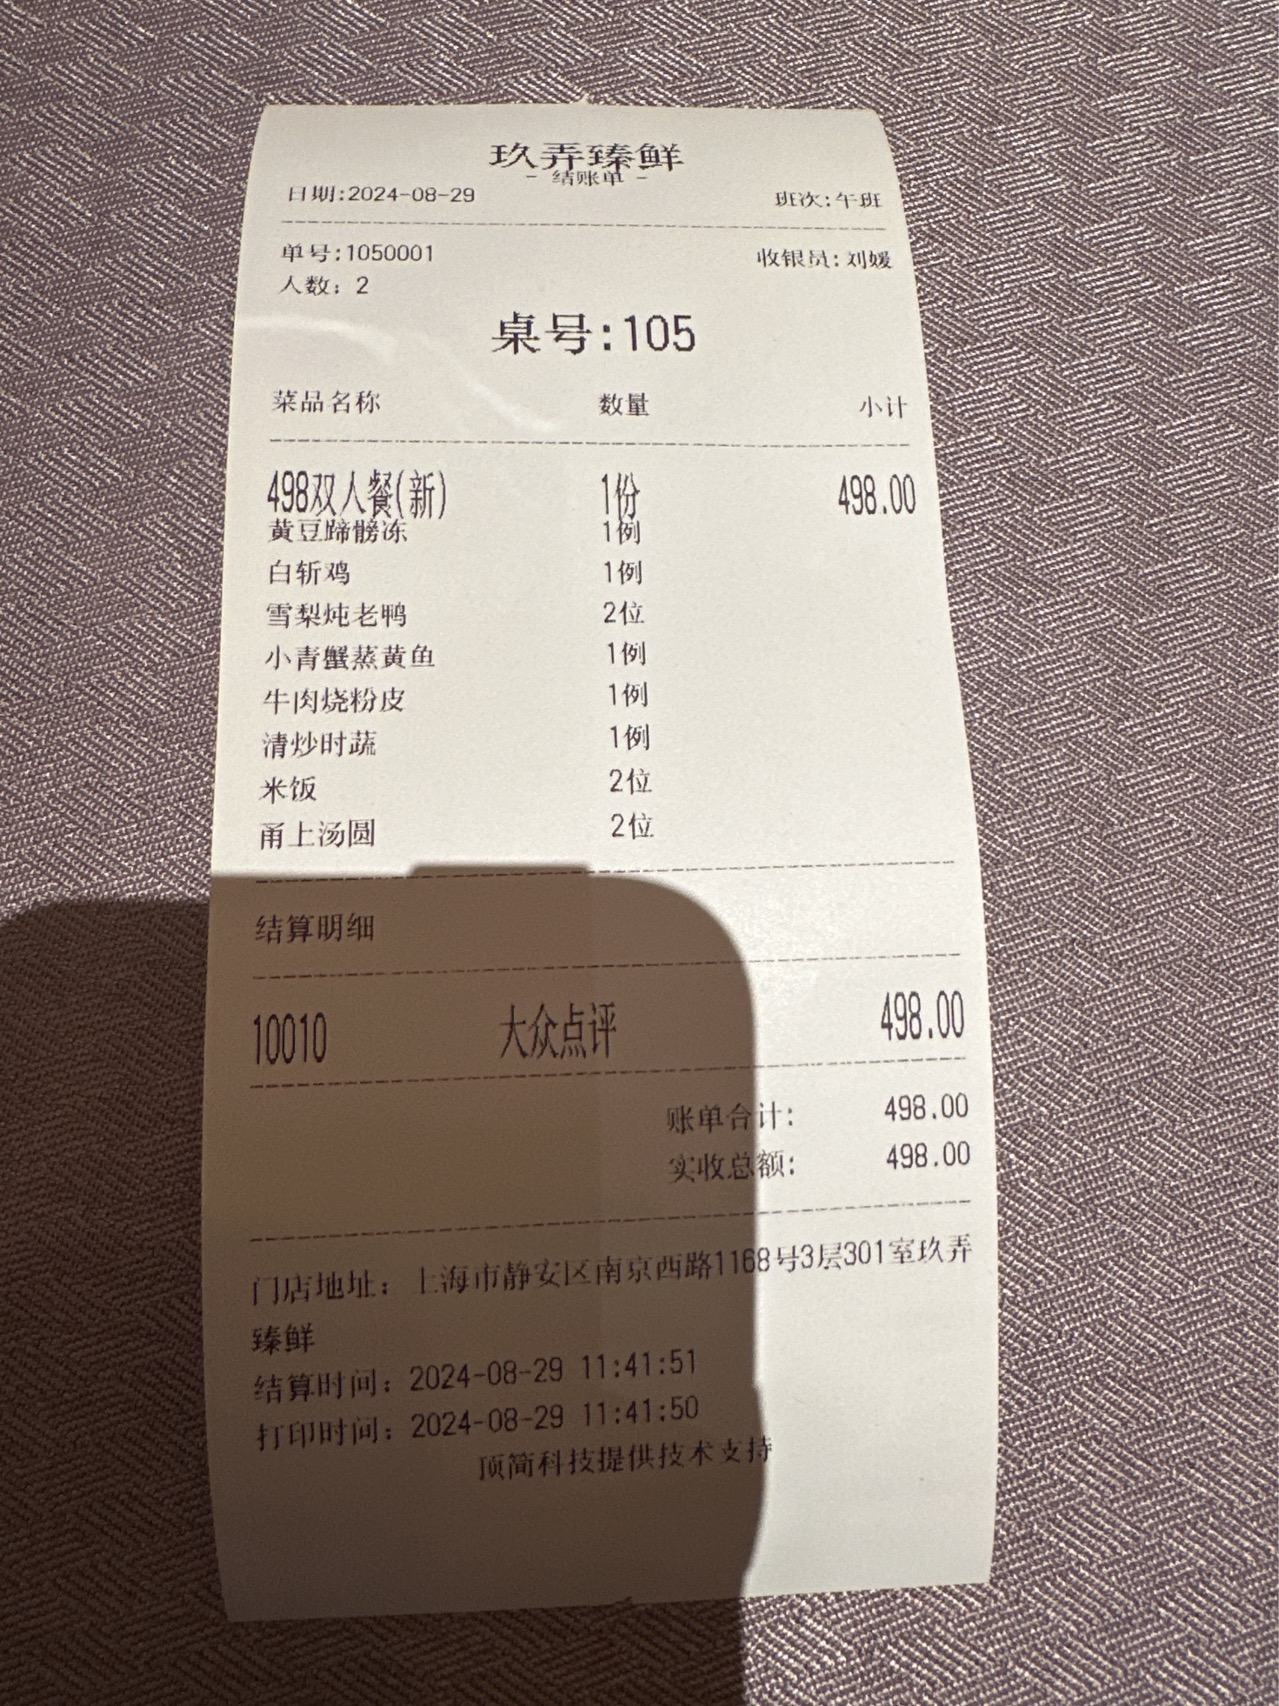 玖弄臻鲜
- 结账单 -
日期:2024-08-29 班次:午班
单号:1050001 收银员:刘媛
人数: 2
桌号:105
菜品名称 数量 小计
498双人餐(新) 1份 498.00
黄豆蹄髈冻 1例
白斩鸡 1例
雪梨炖老鸭 2位
小青蟹蒸黄鱼 1例
牛肉烧粉皮 1例
清炒时蔬 1例
米饭 2位
甬上汤圆 2位
结算明细
10010 大众点评 498.00
账单合计: 498.00
实收总额: 498.00
门店地址: 上海市静安区南京西路1168号3层301室玖弄
臻鲜
结算时间: 2024-08-29 11:41:51
打印时间: 2024-08-29 11:41:50
顶简科技提供技术支持